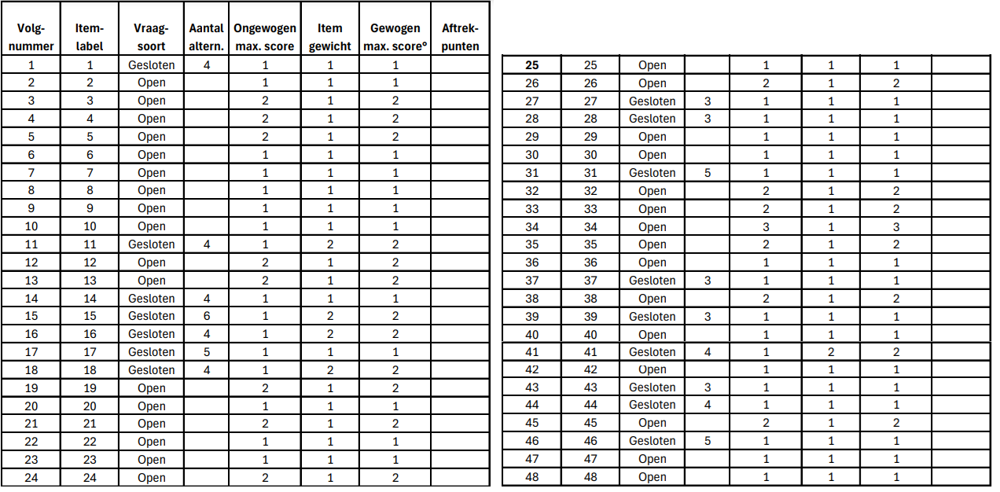 Volg- Item- Vraag- Aantal Ongewogen Item Gewogen Aftrek-
nummer label soort altern. max. score gewicht max. score° punten
1 1 Gesloten 4 1 1 1
2 2 Open 1 1 1
3 3 Open 2 1 2
4 4 Open 2 1 2
5 5 Open 2 1 2
6 6 Open 1 1 1
7 7 Open 1 1 1
8 8 Open 1 1 1
9 9 Open 1 1 1
10 10 Open 1 1 1
11 11 Gesloten 4 1 2 2
12 12 Open 2 1 2
13 13 Open 2 1 2
14 14 Gesloten 4 1 1 1
15 15 Gesloten 6 1 2 2
16 16 Gesloten 4 1 2 2
17 17 Gesloten 5 1 1 1
18 18 Gesloten 4 1 2 2
19 19 Open 2 1 2
20 20 Open 1 1 1
21 21 Open 2 1 2
22 22 Open 1 1 1
23 23 Open 1 1 1
24 24 Open 2 1 2
25 25 Open 1 1 1
26 26 Open 2 1 2
27 27 Gesloten 3 1 1 1
28 28 Gesloten 3 1 1 1
29 29 Open 1 1 1
30 30 Open 1 1 1
31 31 Gesloten 5 1 1 1
32 32 Open 2 1 2
33 33 Open 2 1 2
34 34 Open 3 1 3
35 35 Open 2 1 2
36 36 Open 1 1 1
37 37 Gesloten 3 1 1 1
38 38 Open 2 1 2
39 39 Gesloten 3 1 1 1
40 40 Open 1 1 1
41 41 Gesloten 4 1 2 2
42 42 Open 1 1 1
43 43 Gesloten 3 1 1 1
44 44 Gesloten 4 1 1 1
45 45 Open 2 1 2
46 46 Gesloten 5 1 1 1
47 47 Open 1 1 1
48 48 Open 1 1 1